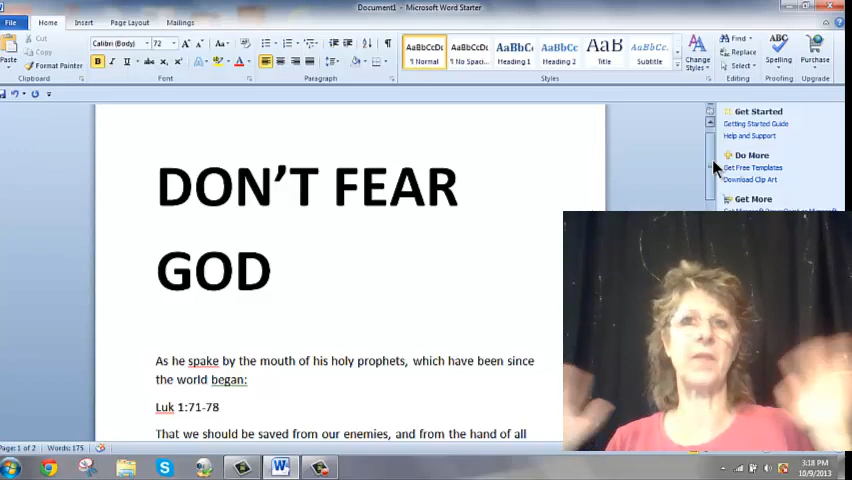 Document1 - Microsoft Word Starter
File Home Insert Page Layout Mailings
Paste
Cut
Copy
Format Painter
Clipboard
Calibri (Body) 72
Font
Paragraph
AaBbCcDc AaBbCcDc AaBbCc AaBbCc AaB AaBbCc.
¶ Normal ¶ No Spaci... Heading 1 Heading 2 Title Subtitle
Change Styles
Styles
Find
Replace
Select
Editing
Spelling
Proofing
Purchase
Upgrade
DON'T FEAR
GOD
As he spake by the mouth of his holy prophets, which have been since
the world began:
Luk 1:71-78
That we should be saved from our enemies, and from the hand of all
Get Started
Getting Started Guide
Help and Support
Do More
Get Free Templates
Download Clip Art
Get More
Page: 1 of 2 Words: 175
3:18 PM
10/9/2013